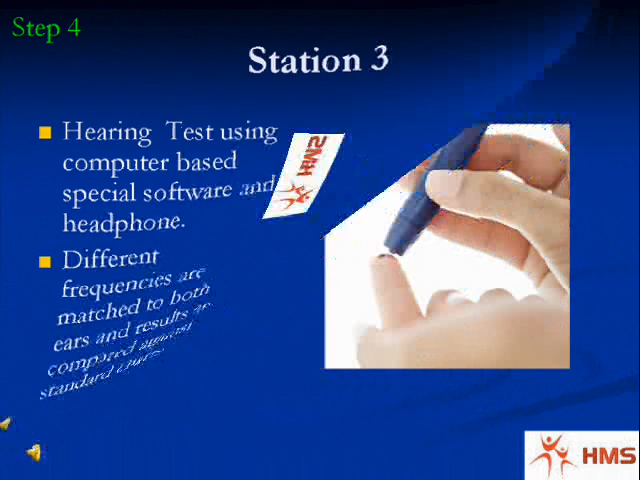 Step 4
Station 3
Hearing Test using
computer based
special software and
headphone.
Different
frequencies are
matched to both
ears and results
compared against
standard
HMS
HMS